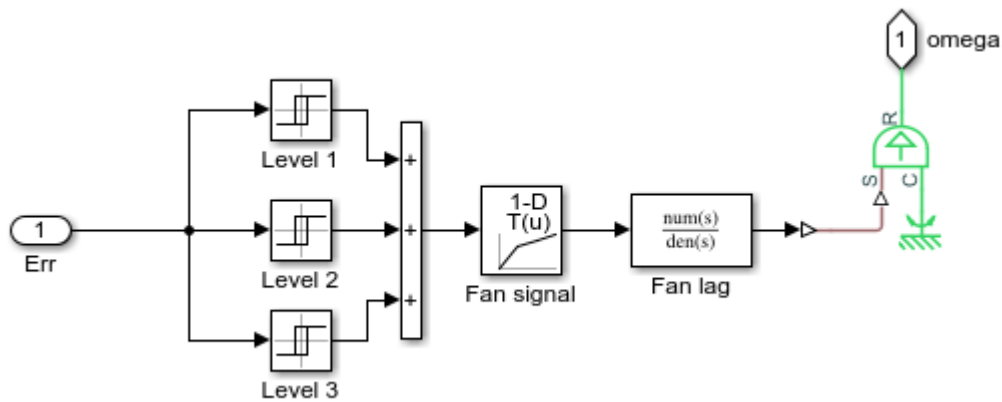 1
omega
R
S
C
Level 1
+
1
Err
Level 2
+
1-D
T(u)
Fan signal
num(s)
den(s)
Fan lag
+
Level 3